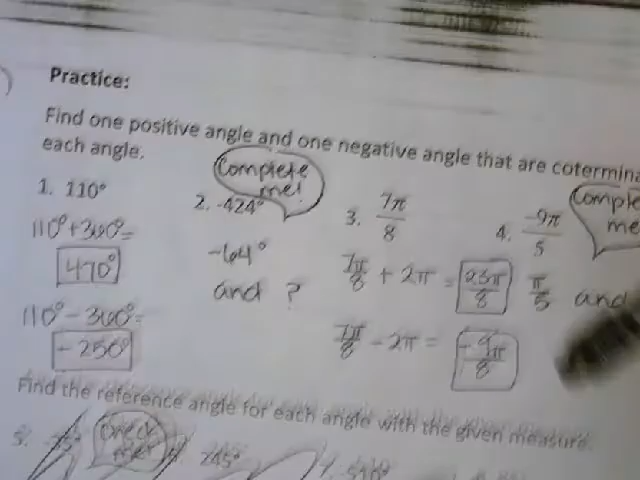 Practice:
Find one positive angle and one negative angle that are cotermina
each angle.
Complete
me!
1. 110°
2. -424°
3. 7π/8
4. -9π/5
Comple
me
110°+360°=
470°
110°-360°=
-250°
-64°
and ?
7π/8 + 2π = 23π/8
7π/8 - 2π = -9π/8
π/5 and
Find the reference angle for each angle with the given measure.
5.
245°